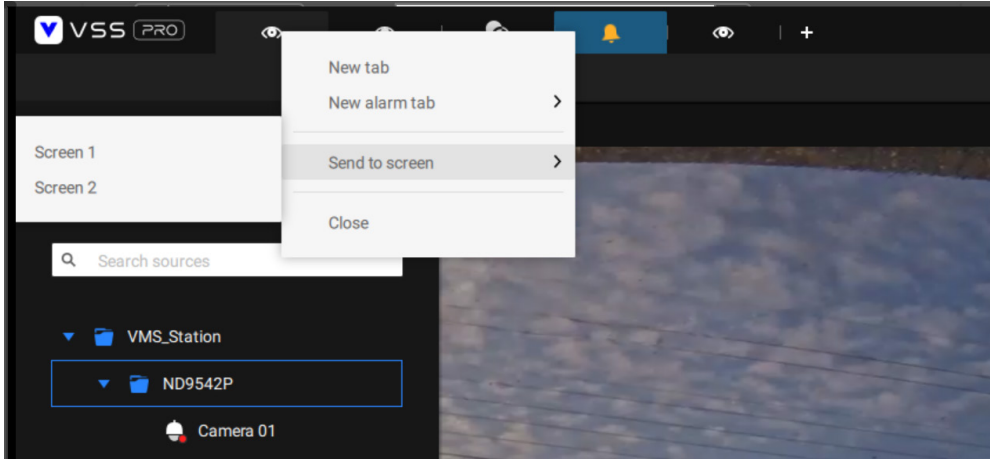 VSS PRO
New tab
New alarm tab
Send to screen
Close
Screen 1
Screen 2
Search sources
VMS_Station
ND9542P
Camera 01